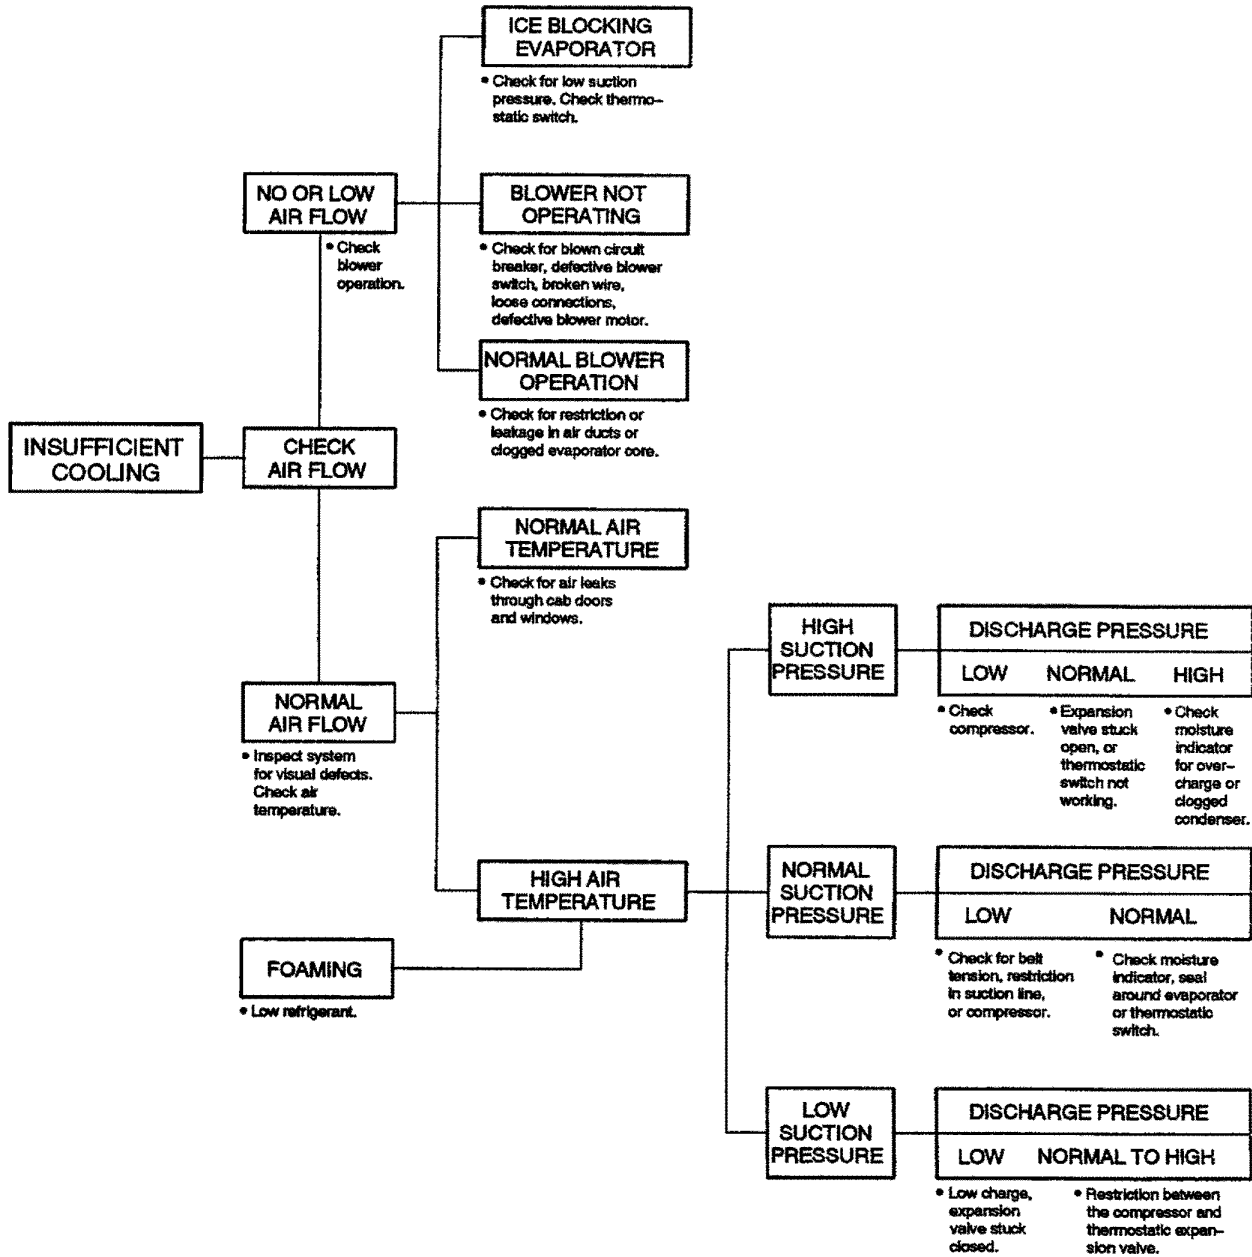 ICE BLOCKING
EVAPORATOR
• Check for low suction
pressure. Check thermo–
static switch.
NO OR LOW
AIR FLOW
• Check
blower
operation.
BLOWER NOT
OPERATING
• Check for blown circuit
breaker, defective blower
switch, broken wire,
loose connections,
defective blower motor.
NORMAL BLOWER
OPERATION
• Check for restriction or
leakage in air ducts or
clogged evaporator core.
INSUFFICIENT
COOLING
CHECK
AIR FLOW
NORMAL AIR
TEMPERATURE
• Check for air leaks
through cab doors
and windows.
NORMAL
AIR FLOW
• Inspect system
for visual defects.
Check air
temperature.
HIGH AIR
TEMPERATURE
FOAMING
• Low refrigerant.
HIGH
SUCTION
PRESSURE
DISCHARGE PRESSURE
LOW NORMAL HIGH
• Check
compressor.
• Expansion
valve stuck
open, or
thermostatic
switch not
working.
• Check
moisture
indicator
for over–
charge or
clogged
condenser.
NORMAL
SUCTION
PRESSURE
DISCHARGE PRESSURE
LOW NORMAL
• Check for belt
tension, restriction
in suction line,
or compressor.
• Check moisture
indicator, seal
around evaporator
or thermostatic
switch.
LOW
SUCTION
PRESSURE
DISCHARGE PRESSURE
LOW NORMAL TO HIGH
• Low charge,
expansion
valve stuck
closed.
• Restriction between
the compressor and
thermostatic expan–
sion valve.